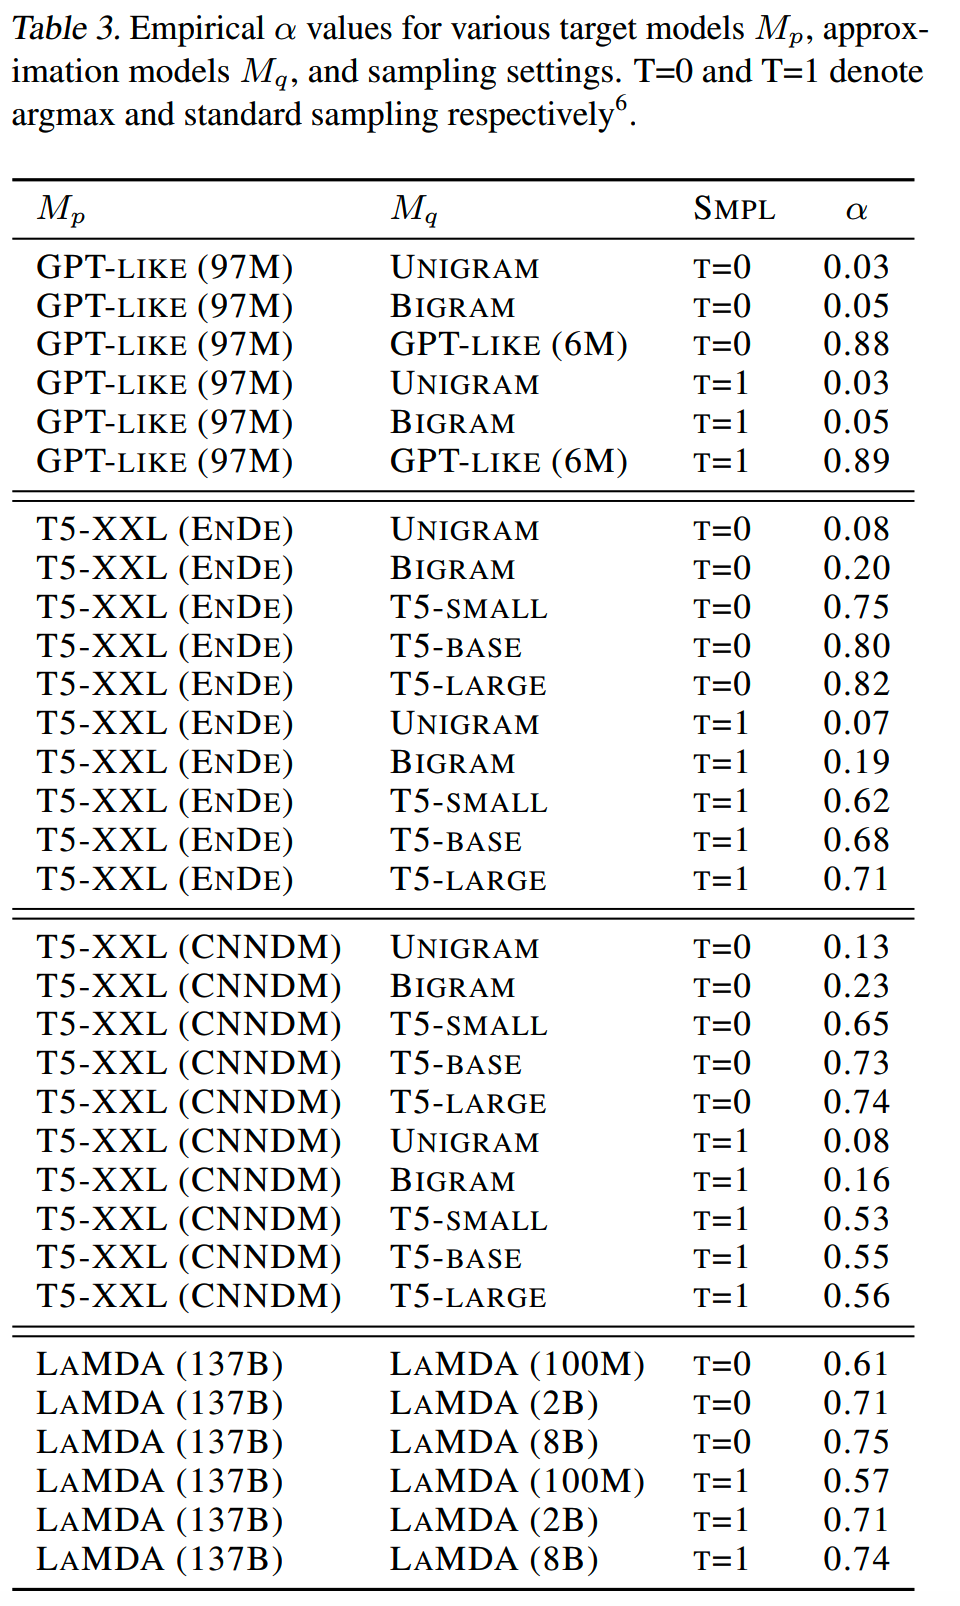 Table 3. Empirical α values for various target models Mp, approx-
imation models Mq, and sampling settings. T=0 and T=1 denote
argmax and standard sampling respectively6.
Mp Mq SMPL α
GPT-LIKE (97M) UNIGRAM T=0 0.03
GPT-LIKE (97M) BIGRAM T=0 0.05
GPT-LIKE (97M) GPT-LIKE (6M) T=0 0.88
GPT-LIKE (97M) UNIGRAM T=1 0.03
GPT-LIKE (97M) BIGRAM T=1 0.05
GPT-LIKE (97M) GPT-LIKE (6M) T=1 0.89
T5-XXL (ENDE) UNIGRAM T=0 0.08
T5-XXL (ENDE) BIGRAM T=0 0.20
T5-XXL (ENDE) T5-SMALL T=0 0.75
T5-XXL (ENDE) T5-BASE T=0 0.80
T5-XXL (ENDE) T5-LARGE T=0 0.82
T5-XXL (ENDE) UNIGRAM T=1 0.07
T5-XXL (ENDE) BIGRAM T=1 0.19
T5-XXL (ENDE) T5-SMALL T=1 0.62
T5-XXL (ENDE) T5-BASE T=1 0.68
T5-XXL (ENDE) T5-LARGE T=1 0.71
T5-XXL (CNNDM) UNIGRAM T=0 0.13
T5-XXL (CNNDM) BIGRAM T=0 0.23
T5-XXL (CNNDM) T5-SMALL T=0 0.65
T5-XXL (CNNDM) T5-BASE T=0 0.73
T5-XXL (CNNDM) T5-LARGE T=0 0.74
T5-XXL (CNNDM) UNIGRAM T=1 0.08
T5-XXL (CNNDM) BIGRAM T=1 0.16
T5-XXL (CNNDM) T5-SMALL T=1 0.53
T5-XXL (CNNDM) T5-BASE T=1 0.55
T5-XXL (CNNDM) T5-LARGE T=1 0.56
LAMDA (137B) LAMDA (100M) T=0 0.61
LAMDA (137B) LAMDA (2B) T=0 0.71
LAMDA (137B) LAMDA (8B) T=0 0.75
LAMDA (137B) LAMDA (100M) T=1 0.57
LAMDA (137B) LAMDA (2B) T=1 0.71
LAMDA (137B) LAMDA (8B) T=1 0.74